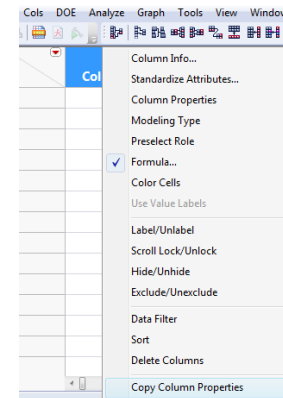 Cols DOE Analyze Graph Tools View Window
Col
Column Info...
Standardize Attributes...
Column Properties
Modeling Type
Preselect Role
Formula...
Color Cells
Use Value Labels
Label/Unlabel
Scroll Lock/Unlock
Hide/Unhide
Exclude/Unexclude
Data Filter
Sort
Delete Columns
Copy Column Properties